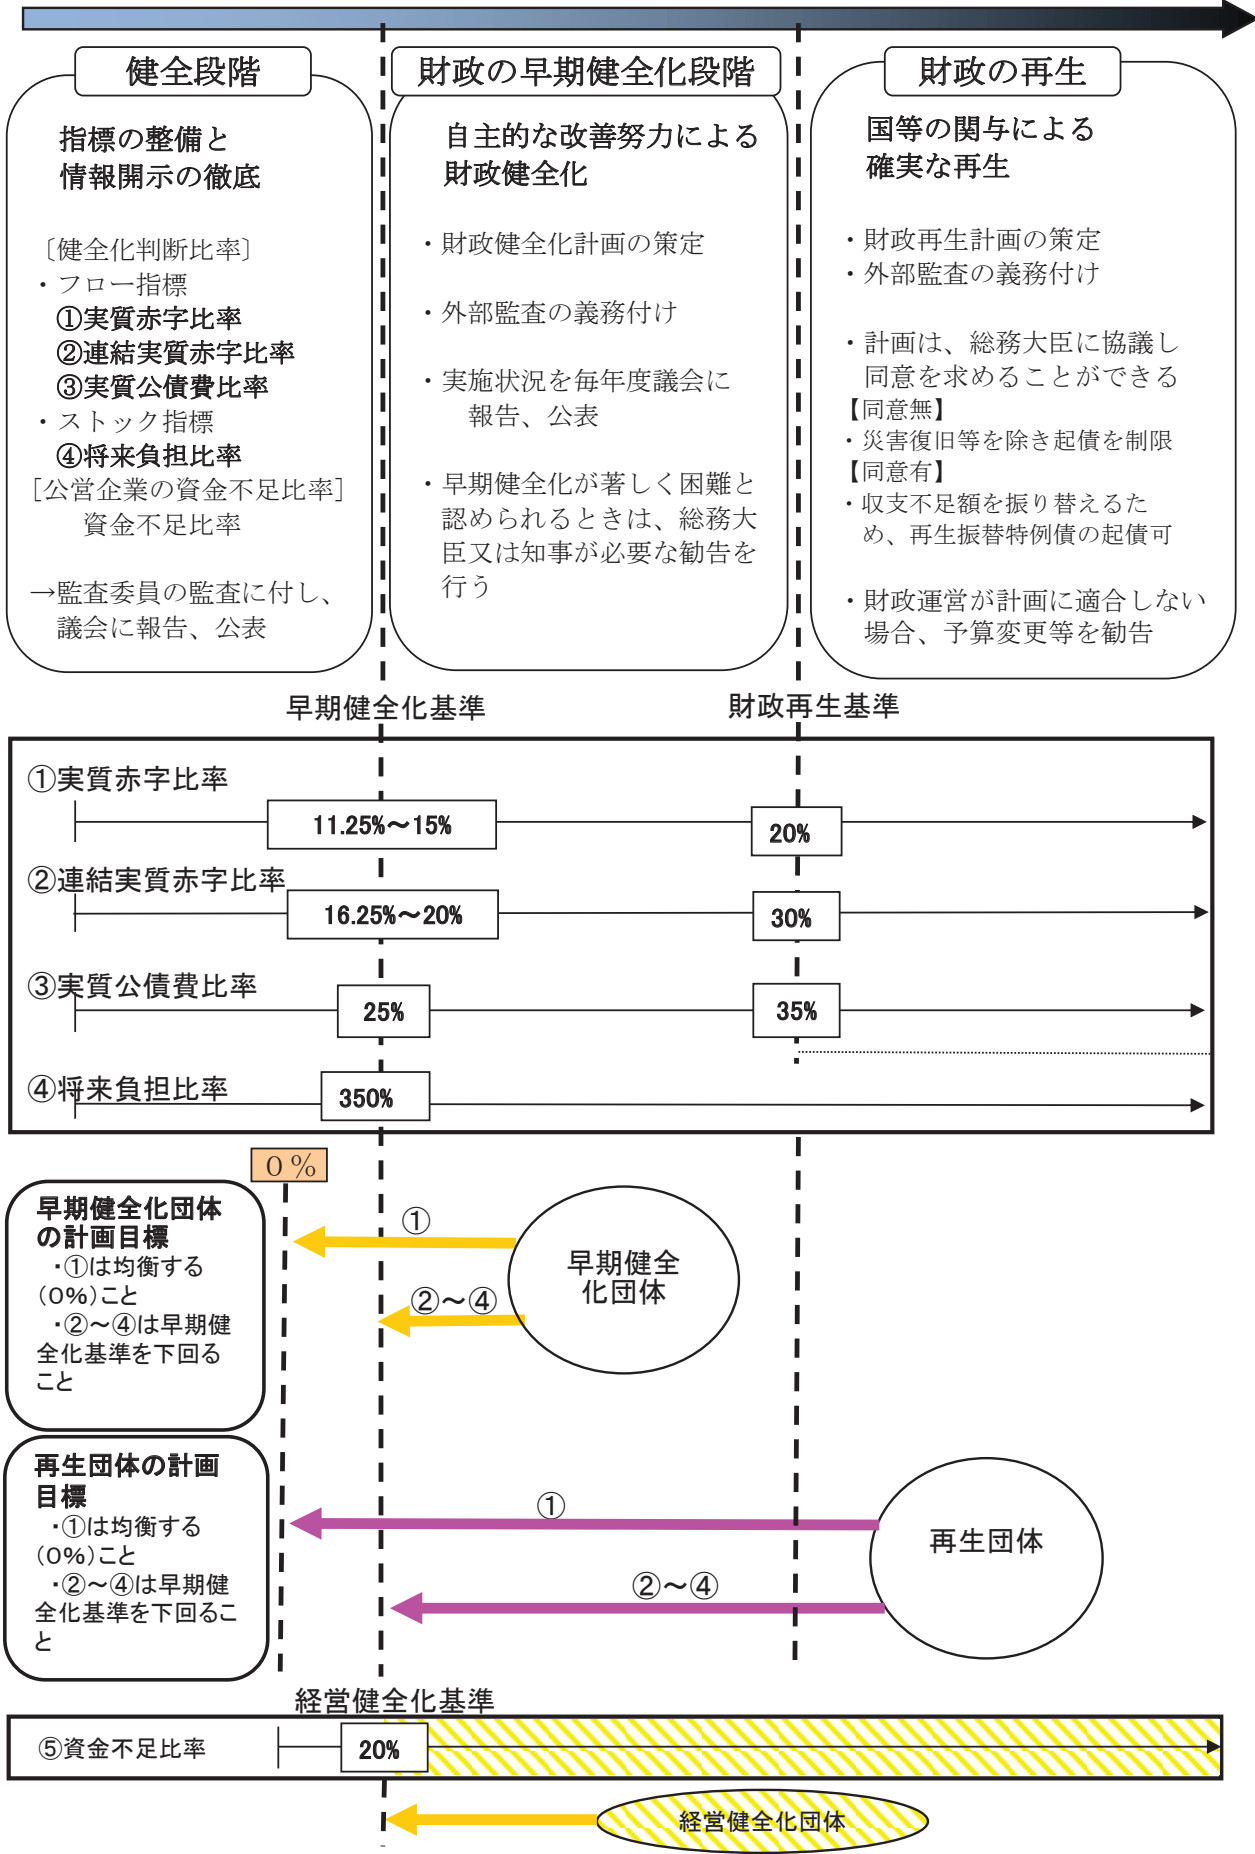 健全段階
指標の整備と
情報開示の徹底
〔健全化判断比率〕
・フロー指標
①実質赤字比率
②連結実質赤字比率
③実質公債費比率
・ストック指標
④将来負担比率
［公営企業の資金不足比率］
資金不足比率
→監査委員の監査に付し、
議会に報告、公表
財政の早期健全化段階
自主的な改善努力による
財政健全化
・財政健全化計画の策定
・外部監査の義務付け
・実施状況を毎年度議会に
報告、公表
・早期健全化が著しく困難と
認められるときは、総務大
臣又は知事が必要な勧告を
行う
財政の再生
国等の関与による
確実な再生
・財政再生計画の策定
・外部監査の義務付け
・計画は、総務大臣に協議し
同意を求めることができる
【同意無】
・災害復旧等を除き起債を制限
【同意有】
・収支不足額を振り替えるた
め、再生振替特例債の起債可
・財政運営が計画に適合しない
場合、予算変更等を勧告
早期健全化基準
財政再生基準
①実質赤字比率
11.25%～15%
20%
②連結実質赤字比率
16.25%～20%
30%
③実質公債費比率
25%
35%
④将来負担比率
350%
０％
早期健全化団体
の計画目標
・①は均衡する
（0%）こと
・②～④は早期健
全化基準を下回る
こと
①
②～④
早期健全
化団体
再生団体の計画
目標
・①は均衡する
（0%）こと
・②～④は早期健
全化基準を下回るこ
と
①
②～④
再生団体
経営健全化基準
⑤資金不足比率
20%
経営健全化団体